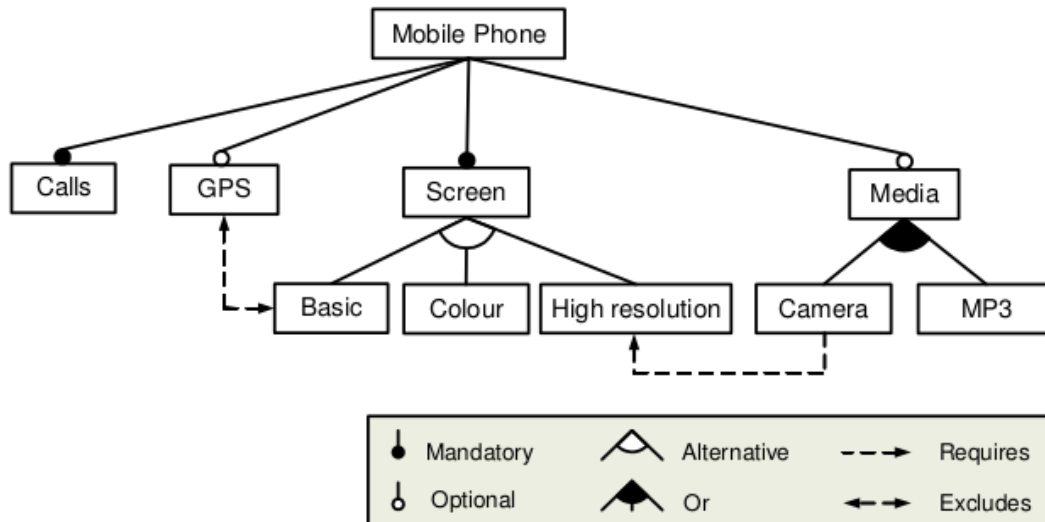 Mobile Phone
Calls
GPS
Screen
Media
Basic
Colour
High resolution
Camera
MP3
Mandatory
Alternative
Requires
Optional
Or
Excludes